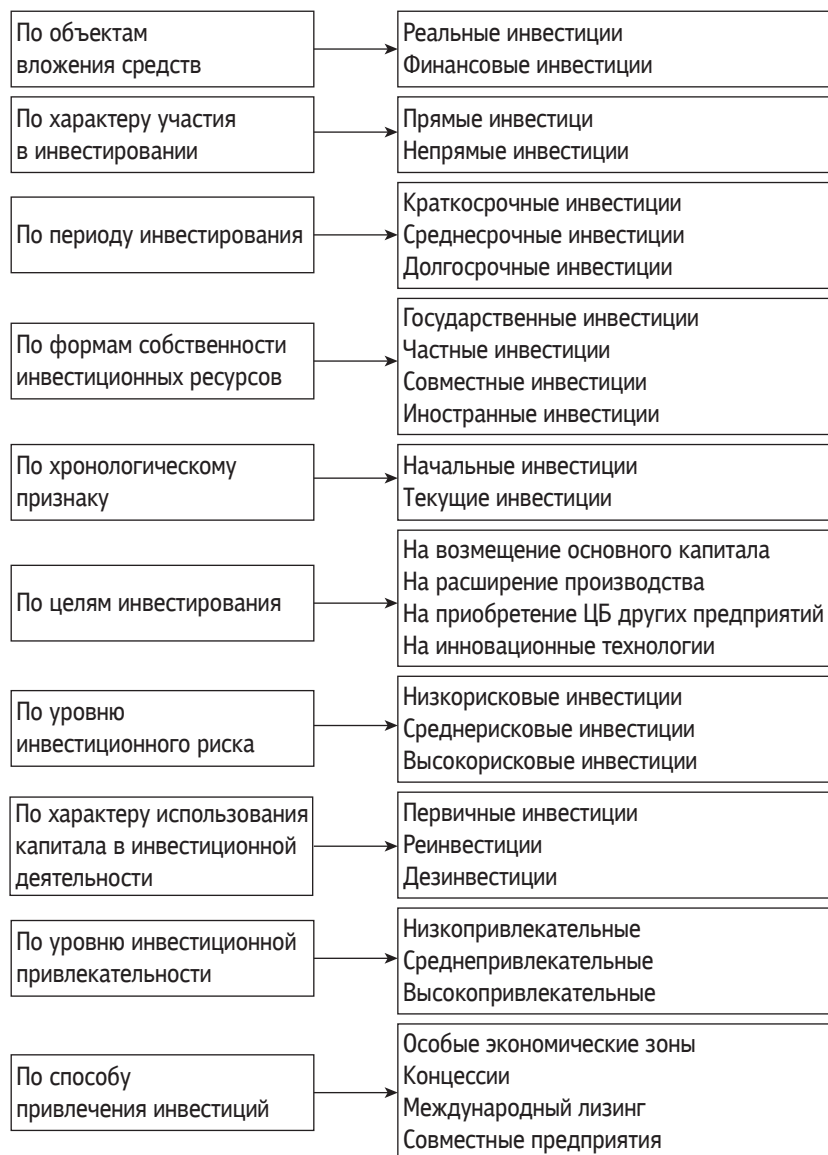 По объектам
вложения средств
Реальные инвестиции
Финансовые инвестиции
По характеру участия
в инвестировании
Прямые инвестици
Непрямые инвестиции
По периоду инвестирования
Краткосрочные инвестиции
Среднесрочные инвестиции
Долгосрочные инвестиции
По формам собственности
инвестиционных ресурсов
Государственные инвестиции
Частные инвестиции
Совместные инвестиции
Иностранные инвестиции
По хронологическому
признаку
Начальные инвестиции
Текущие инвестиции
По целям инвестирования
На возмещение основного капитала
На расширение производства
На приобретение ЦБ других предприятий
На инновационные технологии
По уровню
инвестиционного риска
Низкорисковые инвестиции
Среднерисковые инвестиции
Высокорисковые инвестиции
По характеру использования
капитала в инвестиционной
деятельности
Первичные инвестиции
Реинвестиции
Дезинвестиции
По уровню инвестиционной
привлекательности
Низкопривлекательные
Среднепривлекательные
Высокопривлекательные
По способу
привлечения инвестиций
Особые экономические зоны
Концессии
Международный лизинг
Совместные предприятия